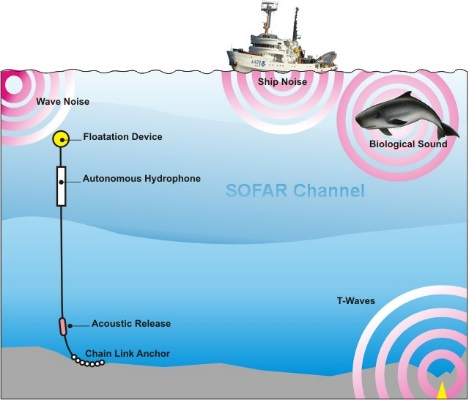 Ship Noise
Wave Noise
Floatation Device
Biological Sound
Autonomous Hydrophone
SOFAR Channel
T-Waves
Acoustic Release
Chain Link Anchor